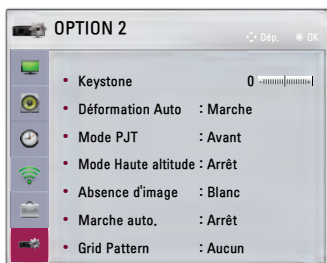 OPTION 2
Dép. OK
• Keystone 0
• Déformation Auto : Marche
• Mode PJT : Avant
• Mode Haute altitude : Arrêt
• Absence d'image : Blanc
• Marche auto. : Arrêt
• Grid Pattern : Aucun